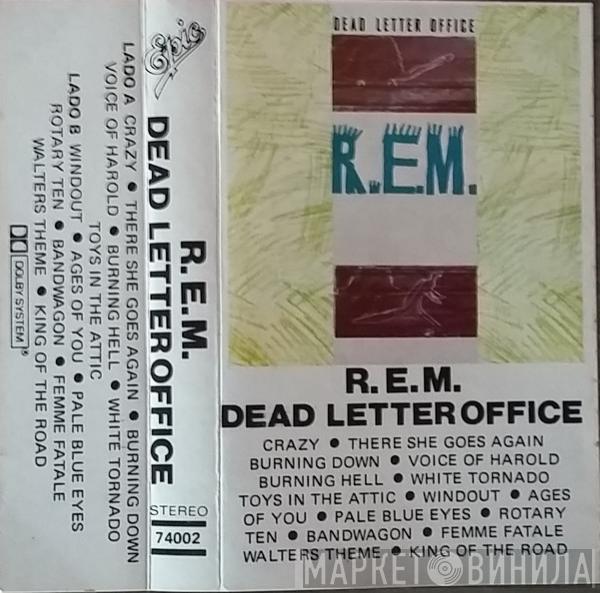 LADO A CRAZY ● THERE SHE GOES AGAIN ● BURNING DOWN
VOICE OF HAROLD ● BURNING HELL ● WHITE TORNADO
TOYS IN THE ATTIC
LADO B WINDOUT ● AGES OF YOU ● PALE BLUE EYES
ROTARY TEN ● BANDWAGON ● FEMME FATALE
WALTERS THEME ● KING OF THE ROAD
DOLBY SYSTEM®
Epic
R.E.M.
DEAD LETTER OFFICE
STEREO
74002
DEAD LETTER OFFICE
R.E.M.
R.E.M.
DEAD LETTER OFFICE
CRAZY ● THERE SHE GOES AGAIN
BURNING DOWN ● VOICE OF HAROLD
BURNING HELL ● WHITE TORNADO
TOYS IN THE ATTIC ● WINDOUT ● AGES
OF YOU ● PALE BLUE EYES ● ROTARY
TEN ● BANDWAGON ● FEMME FATALE
WALTERS THEME ● KING OF THE ROAD
МАРКЕТ ВИНИЛА